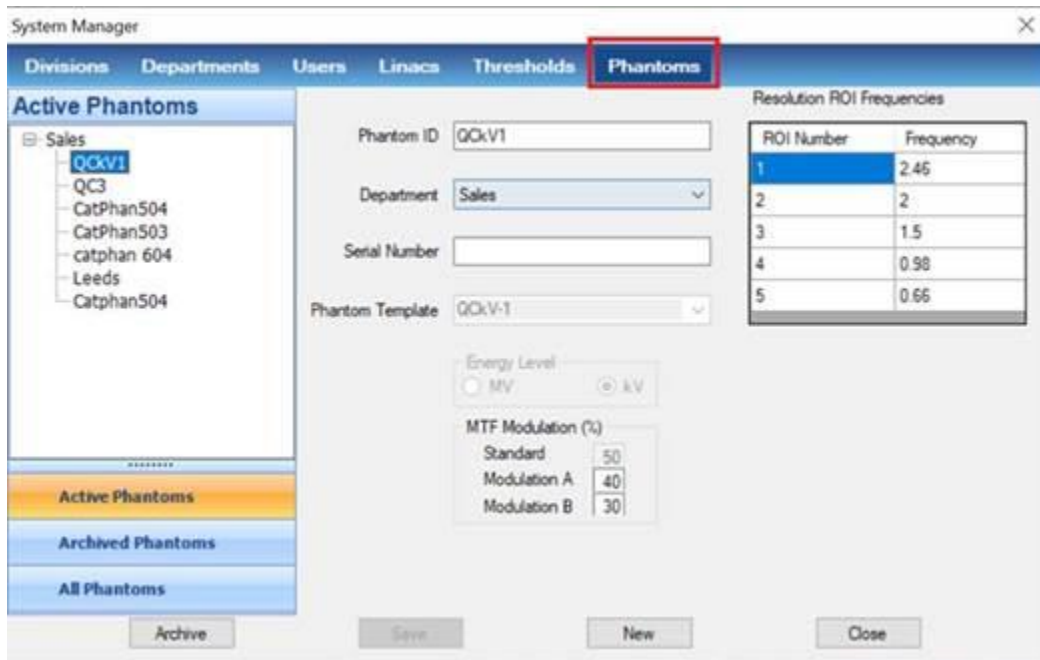 System Manager
Divisions Departments Users Linacs Thresholds Phantoms
Active Phantoms
Sales
QCkV1
QC3
CatPhan504
CatPhan503
catphan 604
Leeds
Catphan504
Active Phantoms
Archived Phantoms
All Phantoms
Phantom ID QCkV1
Department Sales
Serial Number
Phantom Template QCkV-1
Energy Level
MV kV
MTF Modulation (%)
Standard 50
Modulation A 40
Modulation B 30
Resolution ROI Frequencies
ROI Number Frequency
1 2.46
2 2
3 1.5
4 0.98
5 0.66
Archive Save New Close